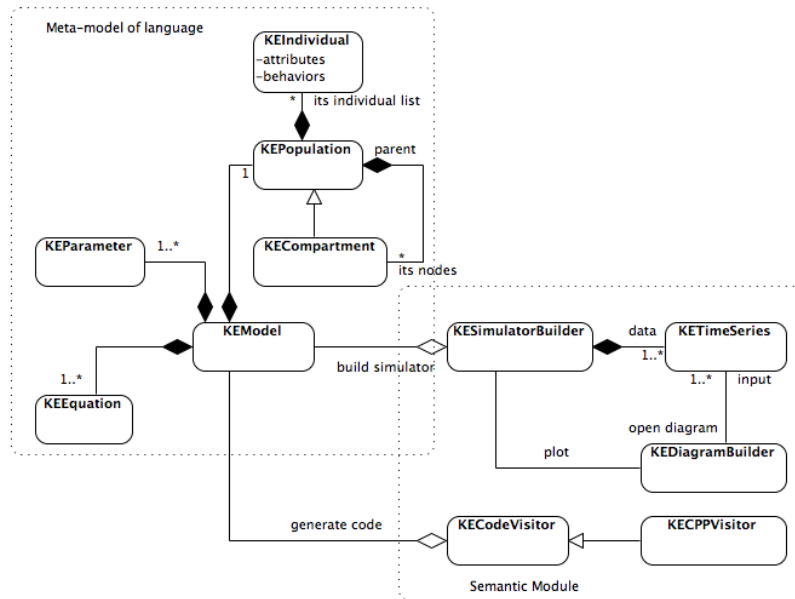 Meta-model of language
KEIndividual
-attributes
-behaviors
* its individual list
KEPopulation
parent
1
KEParameter
1..*
KECompartment
*
its nodes
KEModel
KESimulatorBuilder
data
KETimeSeries
build simulator
1..*
1..*
1..* input
KEEquation
open diagram
plot
KEDiagramBuilder
generate code
KECodeVisitor
KECPPVisitor
Semantic Module